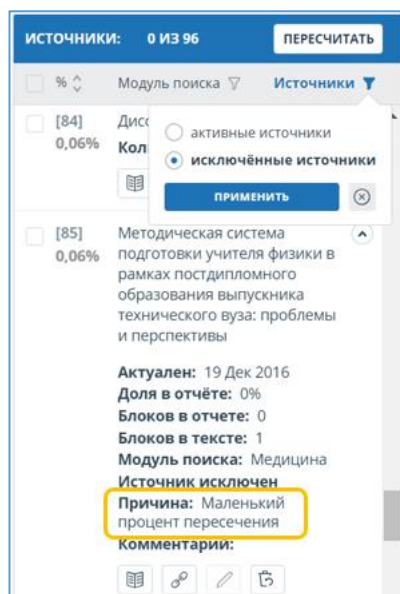 ИСТОЧНИКИ: 0 ИЗ 96 ПЕРЕСЧИТАТЬ
% Модуль поиска Источники
[84]
0,06%
Кол
активные источники
исключённые источники
ПРИМЕНИТЬ
[85] Методическая система
0,06% подготовки учителя физики в
рамках постдипломного
образования выпускника
технического вуза: проблемы
и перспективы
Актуален: 19 Дек 2016
Доля в отчёте: 0%
Блоков в отчете: 0
Блоков в тексте: 1
Модуль поиска: Медицина
Источник исключен
Причина: Маленький
процент пересечения
Комментарий: